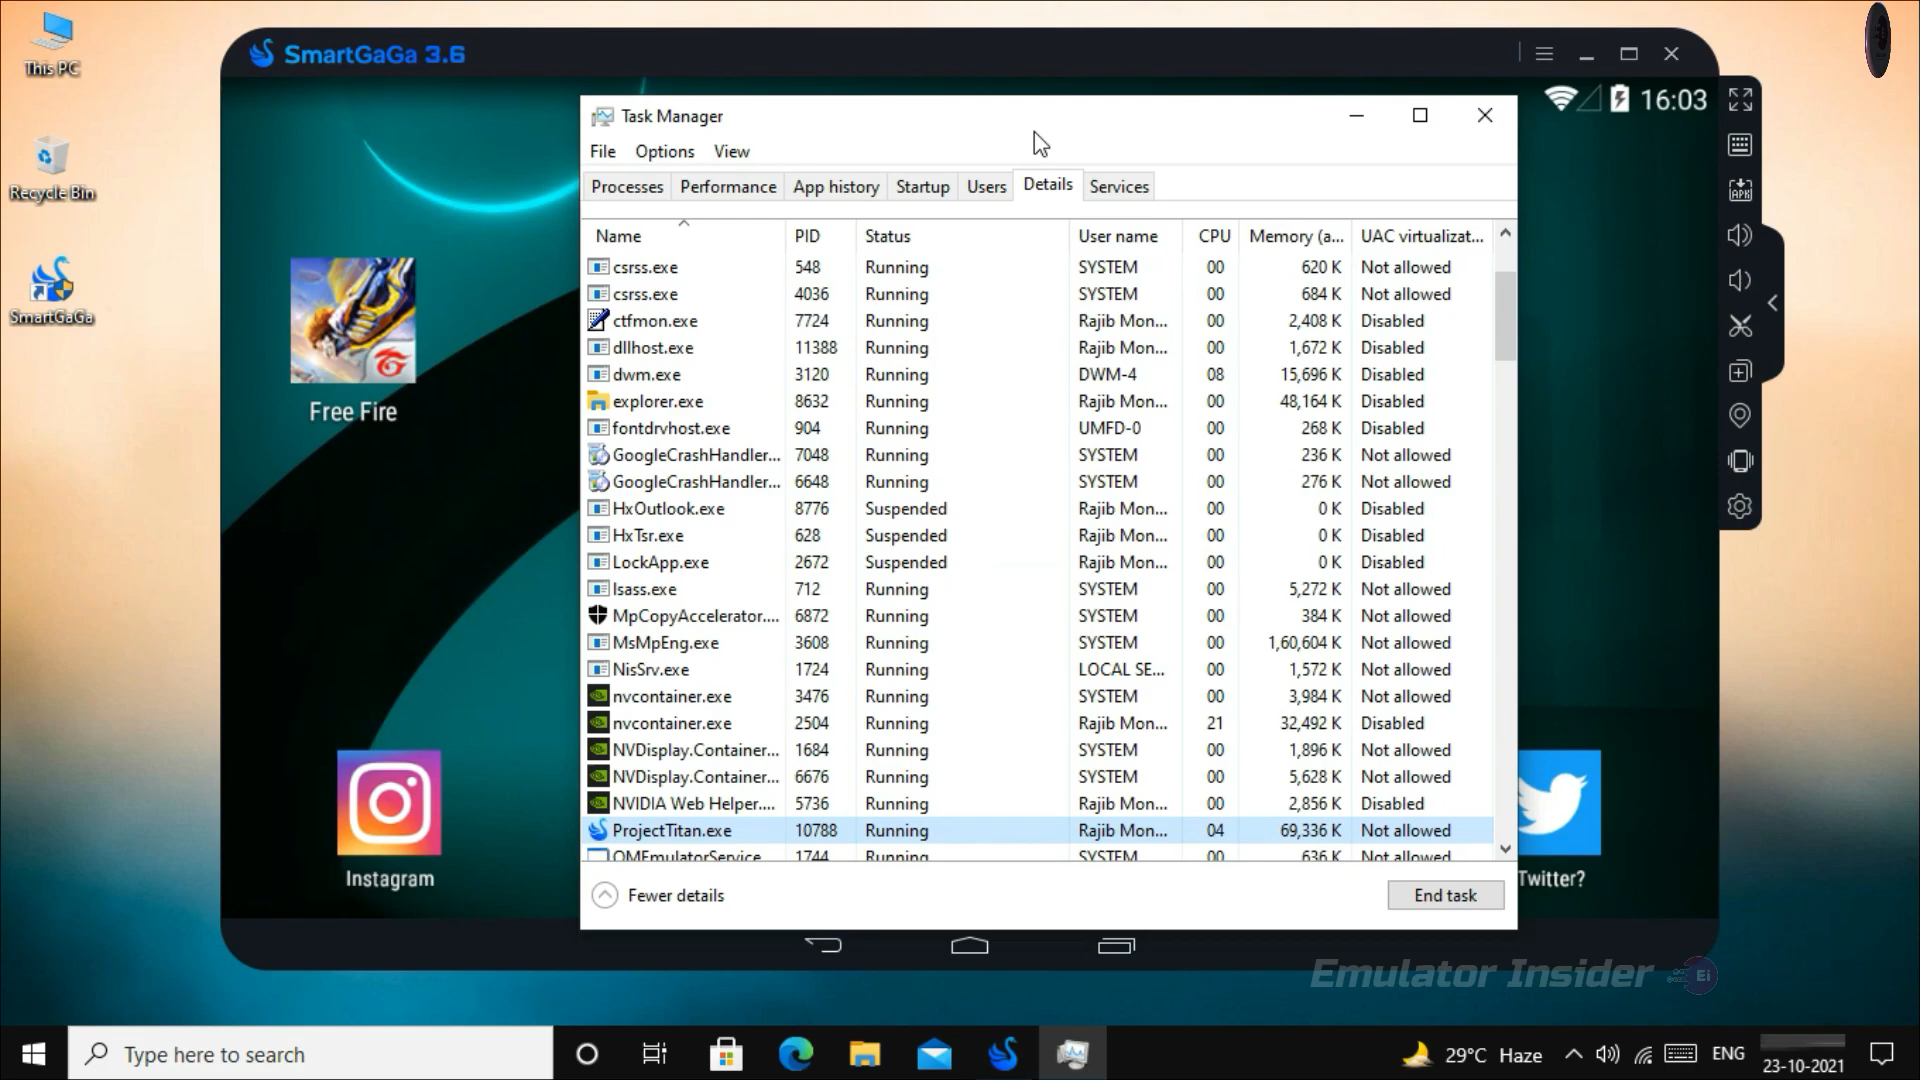 This PC
Recycle Bin
SmartGaGa
SmartGaGa 3.6
16:03
APK
Free Fire
Instagram
Twitter?
Task Manager
File Options View
Processes Performance App history Startup Users Details Services
Name PID Status User name CPU Memory (a... UAC virtualizat...
csrss.exe 548 Running SYSTEM 00 620 K Not allowed
csrss.exe 4036 Running SYSTEM 00 684 K Not allowed
ctfmon.exe 7724 Running Rajib Mon... 00 2,408 K Disabled
dllhost.exe 11388 Running Rajib Mon... 00 1,672 K Disabled
dwm.exe 3120 Running DWM-4 08 15,696 K Disabled
explorer.exe 8632 Running Rajib Mon... 00 48,164 K Disabled
fontdrvhost.exe 904 Running UMFD-0 00 268 K Disabled
GoogleCrashHandler... 7048 Running SYSTEM 00 236 K Not allowed
GoogleCrashHandler... 6648 Running SYSTEM 00 276 K Not allowed
HxOutlook.exe 8776 Suspended Rajib Mon... 00 0 K Disabled
HxTsr.exe 628 Suspended Rajib Mon... 00 0 K Disabled
LockApp.exe 2672 Suspended Rajib Mon... 00 0 K Disabled
lsass.exe 712 Running SYSTEM 00 5,272 K Not allowed
MpCopyAccelerator.... 6872 Running SYSTEM 00 384 K Not allowed
MsMpEng.exe 3608 Running SYSTEM 00 1,60,604 K Not allowed
NisSrv.exe 1724 Running LOCAL SE... 00 1,572 K Not allowed
nvcontainer.exe 3476 Running SYSTEM 00 3,984 K Not allowed
nvcontainer.exe 2504 Running Rajib Mon... 21 32,492 K Disabled
NVDisplay.Container... 1684 Running SYSTEM 00 1,896 K Not allowed
NVDisplay.Container... 6676 Running SYSTEM 00 5,628 K Not allowed
NVIDIA Web Helper.... 5736 Running Rajib Mon... 00 2,856 K Disabled
ProjectTitan.exe 10788 Running Rajib Mon... 04 69,336 K Not allowed
QMEmulatorService 1744 Running SYSTEM 00 636 K Not allowed
Fewer details End task
Emulator Insider Ei
Type here to search
29°C Haze ENG
23-10-2021